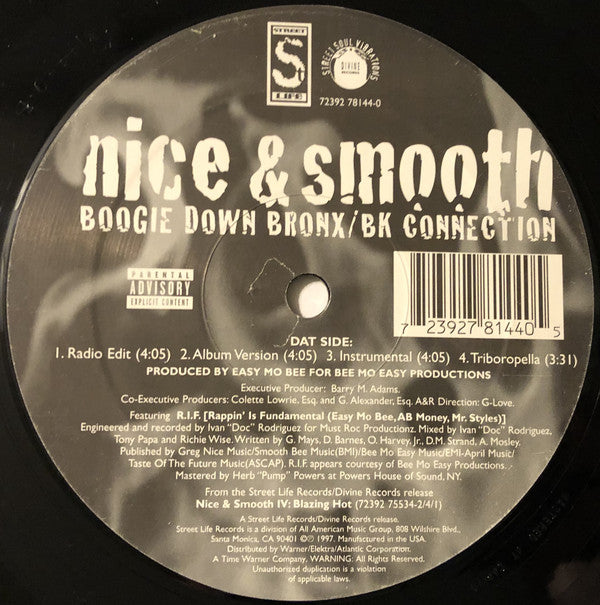 STREET
S
LIFE
STREET SOUL VIBRATIONS
DIVINE
RECORDS
72392 78144-0
nice & smooth
BOOGIE DOWN BRONX/BK CONNECTION
PARENTAL
ADVISORY
EXPLICIT CONTENT
7 23927 81440 5
DAT SIDE:
1. Radio Edit (4:05) 2. Album Version (4:05) 3. Instrumental (4:05) 4. Triboropella (3:31)
PRODUCED BY EASY MO BEE FOR BEE MO EASY PRODUCTIONS
Executive Producer: Barry M. Adams.
Co-Executive Producers: Colette Lowrie, Esq. and G. Alexander, Esq. A&R Direction: G-Love.
Featuring R.I.F. [Rappin' Is Fundamental (Easy Mo Bee, AB Money, Mr. Styles)]
Engineered and recorded by Ivan "Doc" Rodriguez for Must Roc Productionz. Mixed by Ivan "Doc" Rodriguez,
Tony Papa and Richie Wise. Written by G. Mays, D. Barnes, O. Harvey, Jr., D.M. Strand, A. Mosley.
Published by Greg Nice Music/Smooth Bee Music(BMI)/Bee Mo Easy Music/EMI-April Music/
Taste Of The Future Music(ASCAP). R.I.F. appears courtesy of Bee Mo Easy Productions.
Mastered by Herb "Pump" Powers at Powers House of Sound, NY.
From the Street Life Records/Divine Records release
Nice & Smooth IV: Blazing Hot (72392 75534-2/4/1)
A Street Life Records/Divine Records release.
Street Life Records is a division of All American Music Group. 808 Wilshire Blvd.,
Santa Monica, CA 90401 ©℗ 1997. Manufactured in the USA.
Distributed by Warner/Elektra/Atlantic Corporation.
A Time Warner Company. WARNING: All Rights Reserved.
Unauthorized duplication is a violation
of applicable laws.